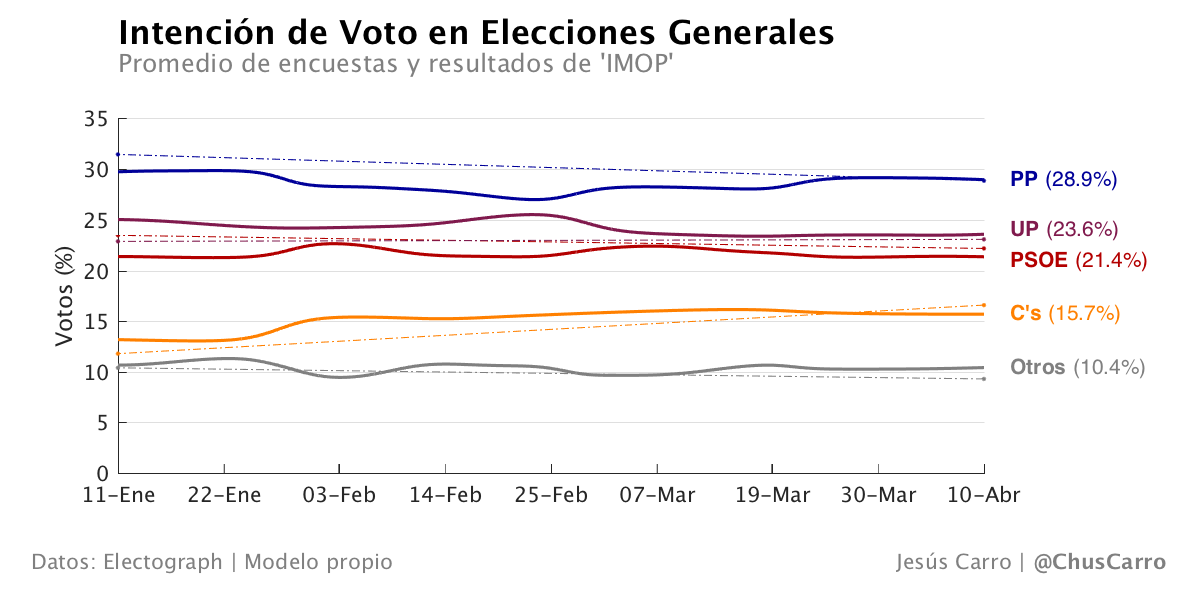 Intención de Voto en Elecciones Generales
Promedio de encuestas y resultados de 'IMOP'
Votos (%)
35
30
25
20
15
10
5
0
11-Ene 22-Ene 03-Feb 14-Feb 25-Feb 07-Mar 19-Mar 30-Mar 10-Abr
PP (28.9%)
UP (23.6%)
PSOE (21.4%)
C's (15.7%)
Otros (10.4%)
Datos: Electograph | Modelo propio
Jesús Carro | @ChusCarro